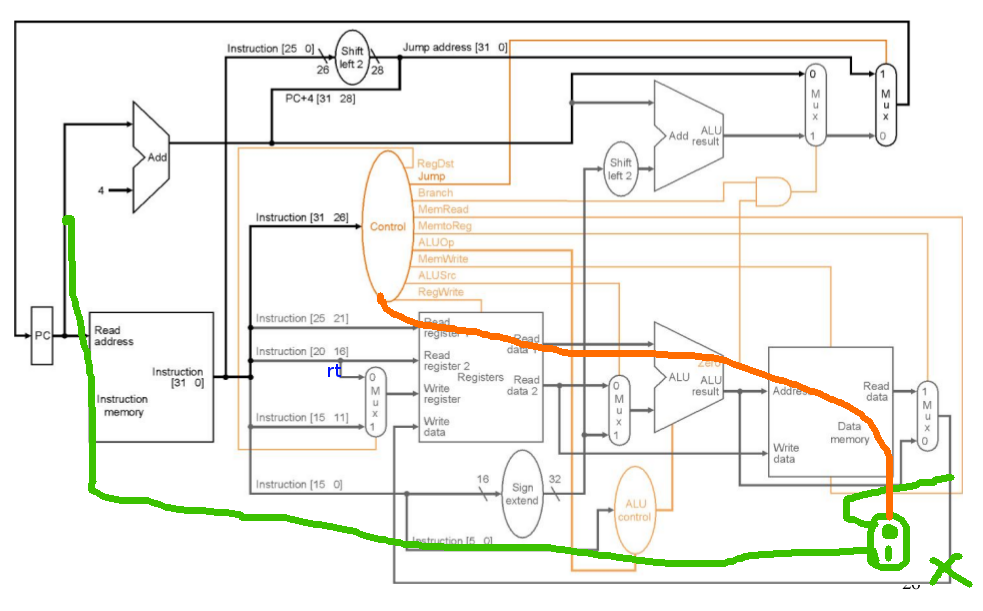 Instruction [25 0]
26
Shift
left 2
28
Jump address [31 0]
PC+4 [31 28]
Add
4
0
M
u
x
1
1
M
u
x
0
Add
ALU
result
Shift
left 2
RegDst
Jump
Branch
MemRead
MemtoReg
ALUOp
MemWrite
ALUSrc
RegWrite
Control
Instruction [31 26]
PC
Read
address
Instruction
[31 0]
Instruction
memory
Instruction [25 21]
Instruction [20 16]
rt
Instruction [15 11]
0
M
u
x
1
Read
register 1
Read
register 2
Write
register
Write
data
Registers
Read
data 1
Read
data 2
0
M
u
x
1
Zero
ALU
ALU
result
Address
Write
data
Read
data
Data
memory
1
M
u
x
0
Instruction [15 0]
16
Sign
extend
32
ALU
control
Instruction [5 0]
0
1
X